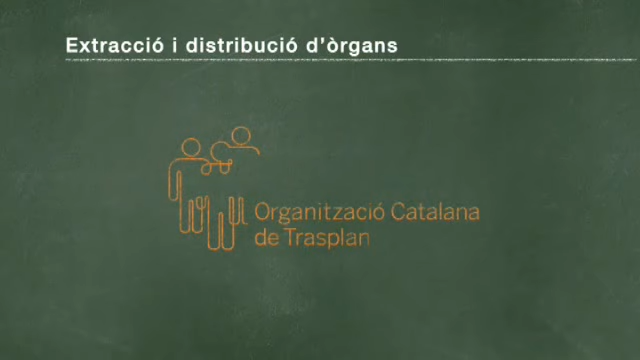 Extracció i distribució d'òrgans
Organització Catalana
de Trasplan